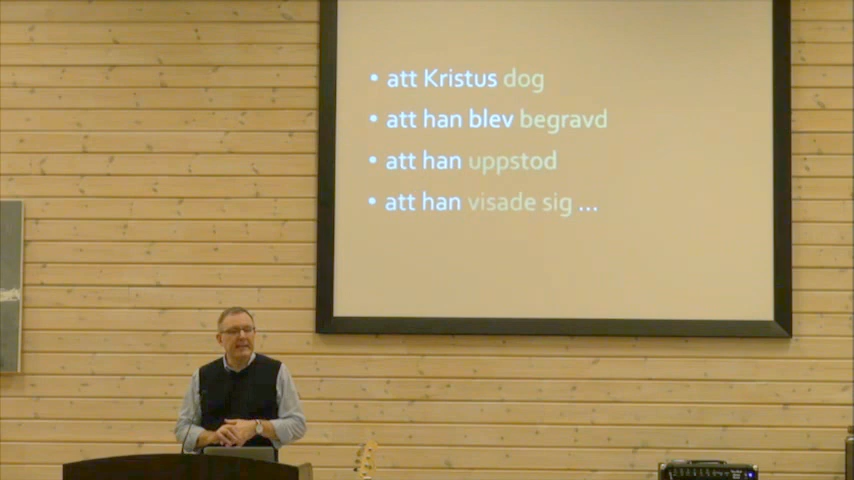 • att Kristus dog
• att han blev begravd
• att han uppstod
• att han visade sig ...